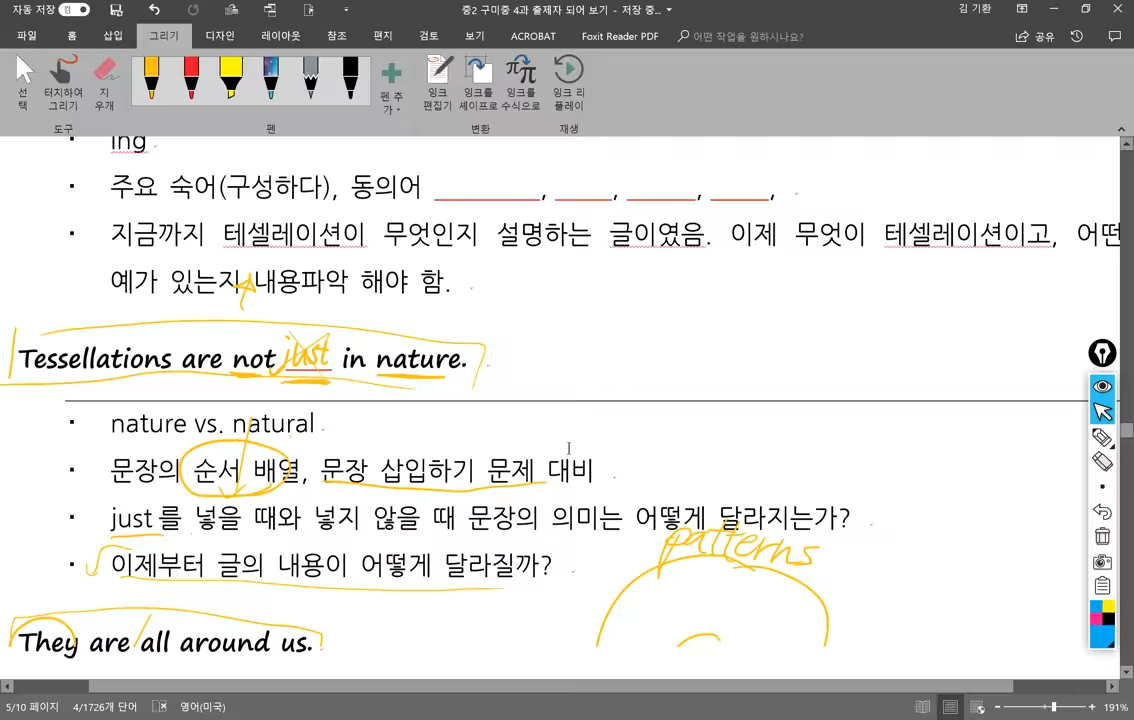 자동 저장 켬 중2 구미중 4과 출제자 되어 보기 - 저장 중... 김 기환
파일 홈 삽입 그리기 디자인 레이아웃 참조 편지 검토 보기 ACROBAT Foxit Reader PDF 어떤 작업을 원하시나요? 공유
선택 터치하여 그리기 지우개 펜 추가 잉크 편집기 잉크를 셰이프로 잉크를 수식으로 잉크 리플레이
도구 펜 변환 재생
ing
주요 숙어(구성하다), 동의어 , , , ,
지금까지 테셀레이션이 무엇인지 설명하는 글이였음. 이제 무엇이 테셀레이션이고, 어떤
예가 있는지 내용파악 해야 함.
Tessellations are not just in nature.
nature vs. natural
문장의 순서 배열, 문장 삽입하기 문제 대비
just 를 넣을 때와 넣지 않을 때 문장의 의미는 어떻게 달라지는가?
patterns
이제부터 글의 내용이 어떻게 달라질까?
They are all around us.
5/10 페이지 4/1726개 단어 영어(미국) 191%